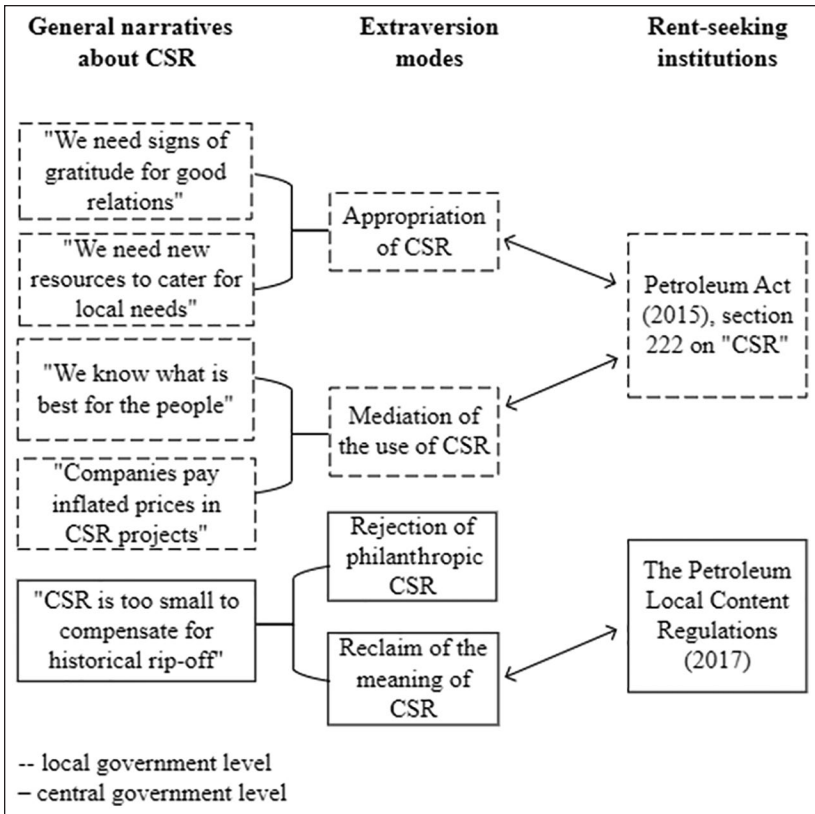 General narratives
about CSR
Extraversion
modes
Rent-seeking
institutions
"We need signs of
gratitude for good
relations"
"We need new
resources to cater for
local needs"
"We know what is
best for the people"
"Companies pay
inflated prices in
CSR projects"
"CSR is too small to
compensate for
historical rip-off"
Appropriation
of CSR
Mediation of
the use of CSR
Rejection of
philanthropic
CSR
Reclaim of the
meaning of
CSR
Petroleum Act
(2015), section
222 on "CSR"
The Petroleum
Local Content
Regulations
(2017)
-- local government level
– central government level